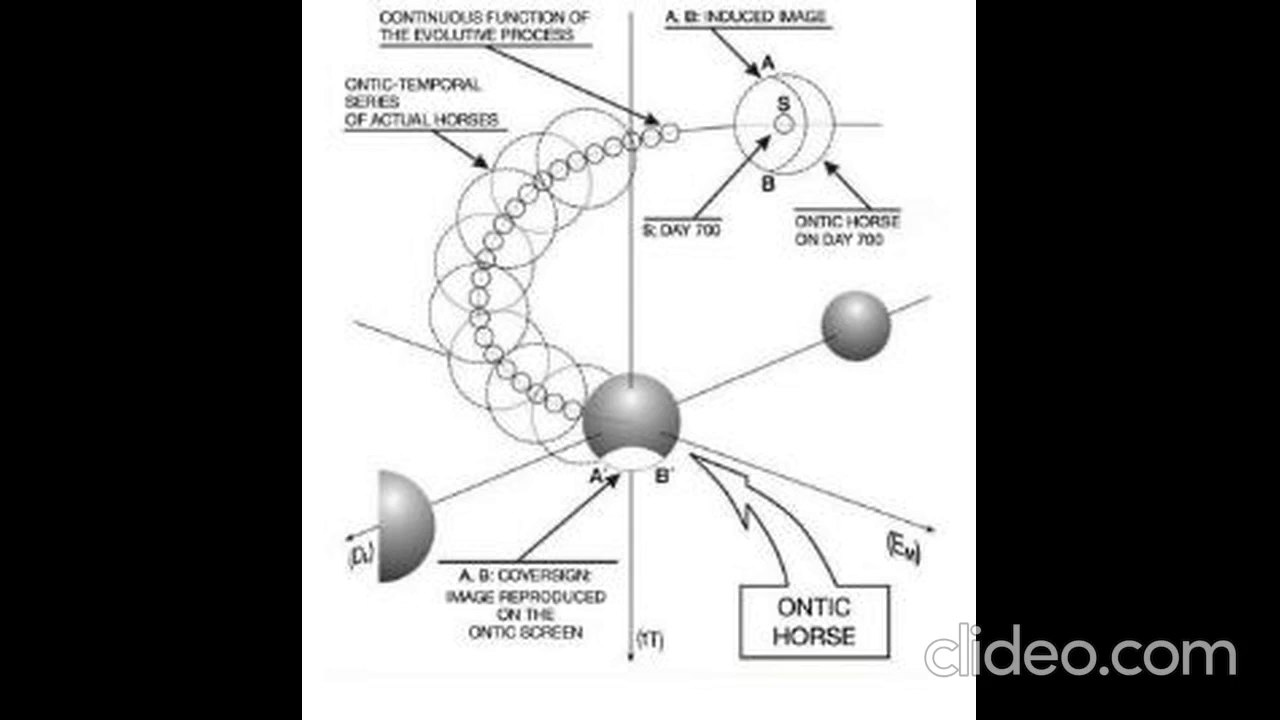 CONTINUOUS FUNCTION OF
THE EVOLUTIVE PROCESS
A, B: INDUCED IMAGE
ONTIC-TEMPORAL
SERIES
OF ACTUAL HORSES
A
S
B
S: DAY 700
ONTIC HORSE
ON DAY 700
A´
B´
(EM)
A, B: COVERSIGN:
IMAGE REPRODUCED
ON THE
ONTIC SCREEN
ONTIC
HORSE
clideo.com